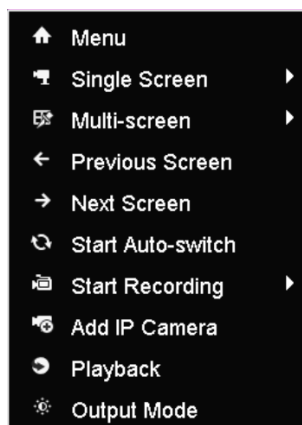 Menu
Single Screen
Multi-screen
Previous Screen
Next Screen
Start Auto-switch
Start Recording
Add IP Camera
Playback
Output Mode